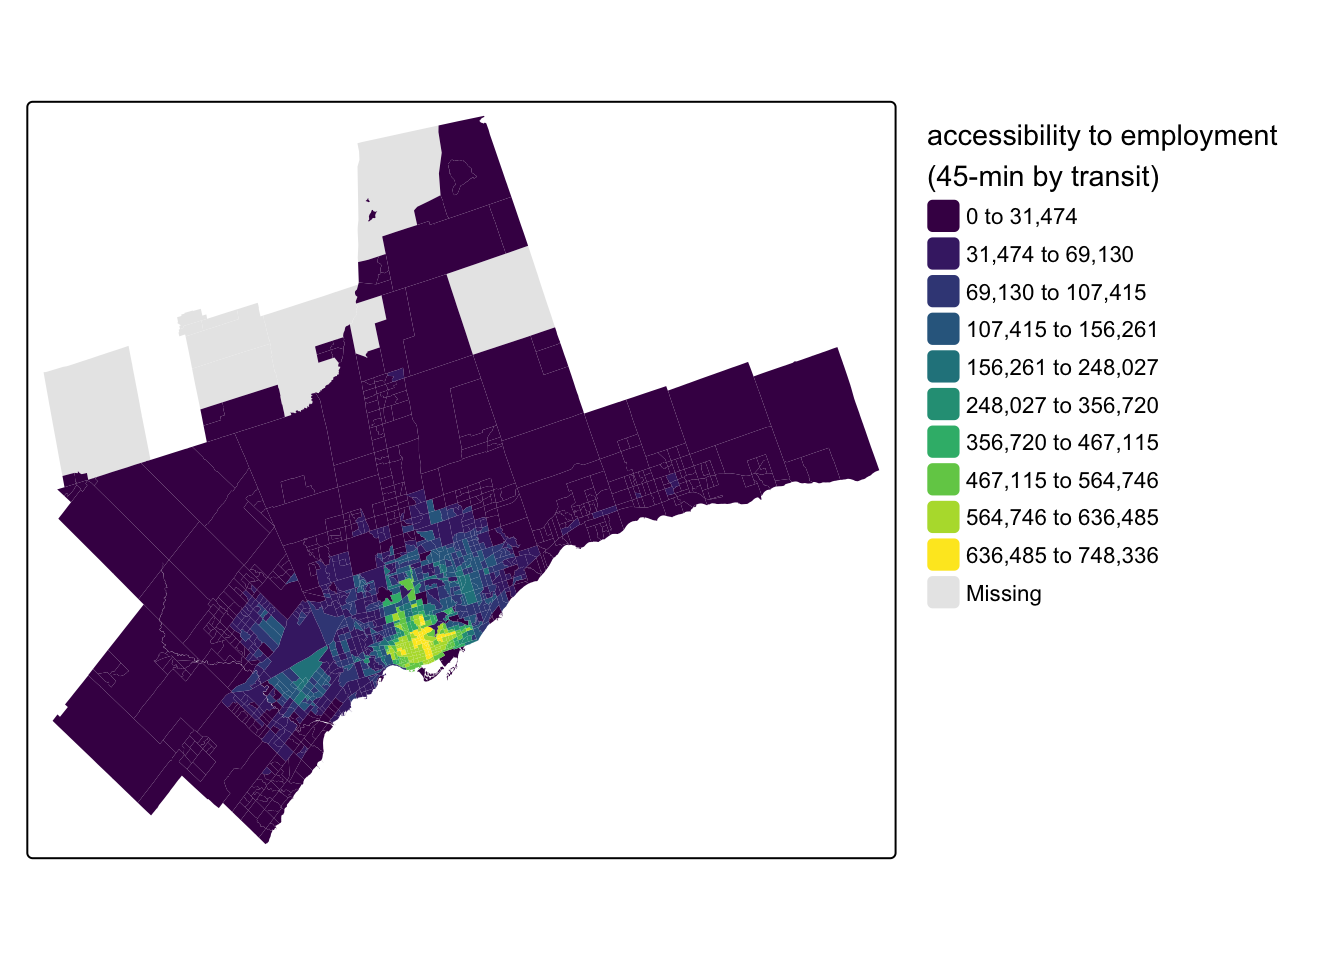 accessibility to employment
(45-min by transit)
0 to 31,474
31,474 to 69,130
69,130 to 107,415
107,415 to 156,261
156,261 to 248,027
248,027 to 356,720
356,720 to 467,115
467,115 to 564,746
564,746 to 636,485
636,485 to 748,336
Missing